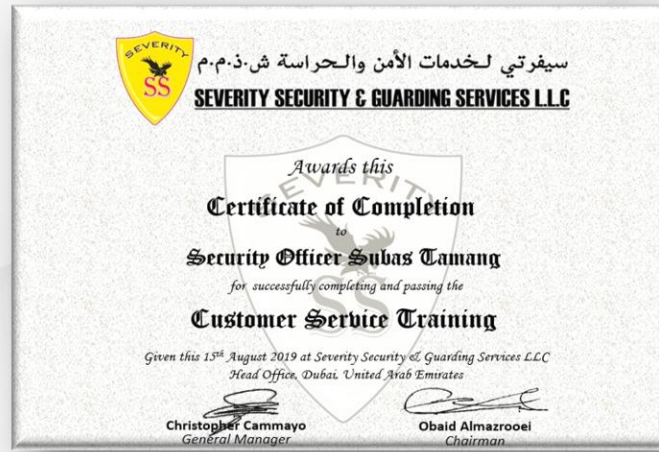 SEVERITY
SS
سيفرتي لخدمات الأمن والحراسة ش.ذ.م.م
SEVERITY SECURITY & GUARDING SERVICES L.L.C
Awards this
Certificate of Completion
to
Security Officer Subas Tamang
for successfully completing and passing the
Customer Service Training
Given this 15th August 2019 at Severity Security & Guarding Services LLC
Head Office, Dubai, United Arab Emirates
Christopher Cammayo
General Manager
Obaid Almazrooei
Chairman
SEVERITY
SS